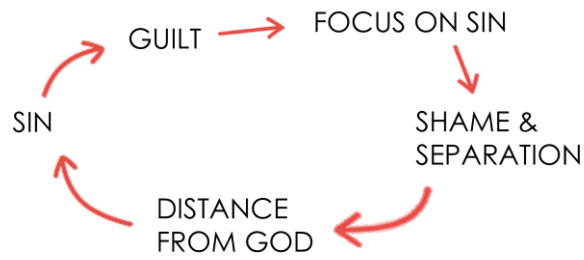 GUILT
FOCUS ON SIN
SIN
SHAME &
SEPARATION
DISTANCE
FROM GOD